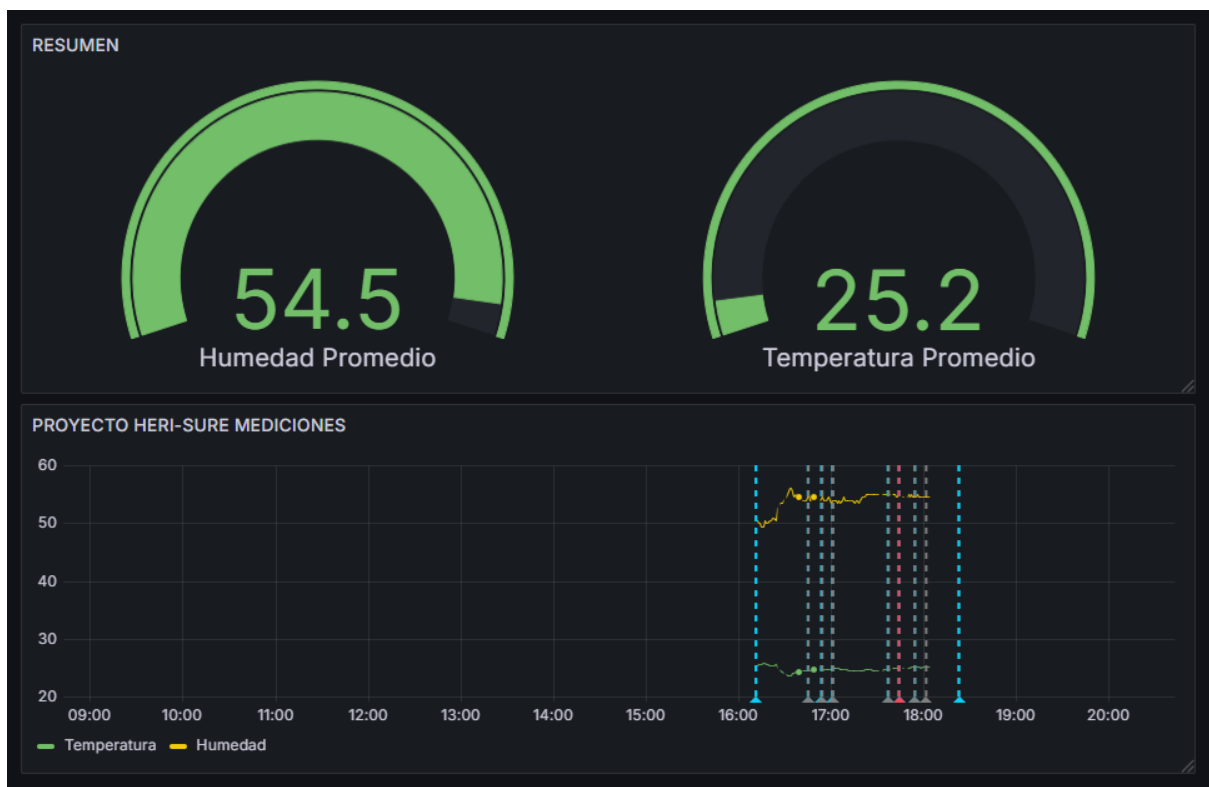 RESUMEN
54.5
Humedad Promedio
25.2
Temperatura Promedio
PROYECTO HERI-SURE MEDICIONES
60
50
40
30
20
09:00 10:00 11:00 12:00 13:00 14:00 15:00 16:00 17:00 18:00 19:00 20:00
Temperatura Humedad